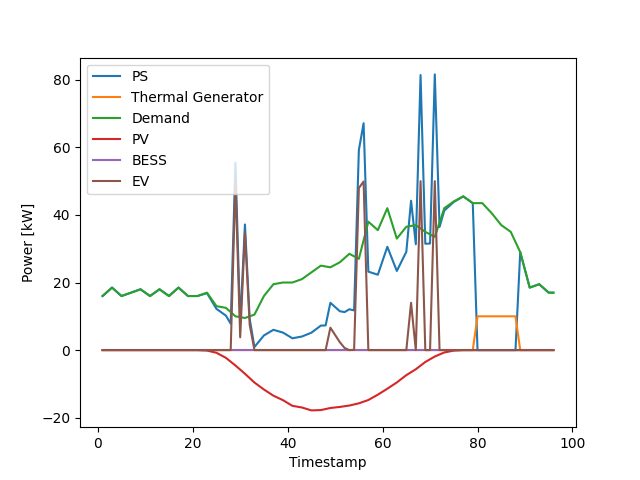 PS
Thermal Generator
Demand
PV
BESS
EV
Power [kW]
80
60
40
20
0
−20
0 20 40 60 80 100
Timestamp